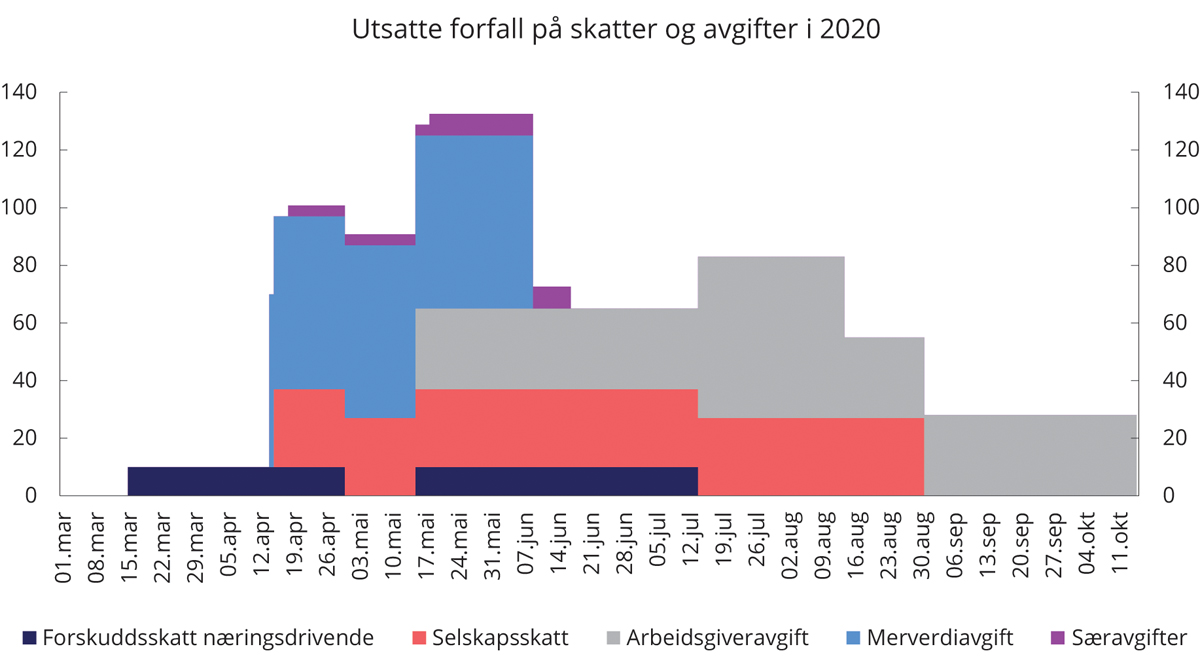 Utsatte forfall på skatter og avgifter i 2020
140 140
120 120
100 100
80 80
60 60
40 40
20 20
0 0
01.mar 08.mar 15.mar 22.mar 29.mar 05.apr 12.apr 19.apr 26.apr 03.mai 10.mai 17.mai 24.mai 31.mai 07.jun 14.jun 21.jun 28.jun 05.jul 12.jul 19.jul 26.jul 02.aug 09.aug 16.aug 23.aug 30.aug 06.sep 13.sep 20.sep 27.sep 04.okt 11.okt
Forskuddsskatt næringsdrivende Selskapsskatt Arbeidsgiveravgift Merverdiavgift Særavgifter